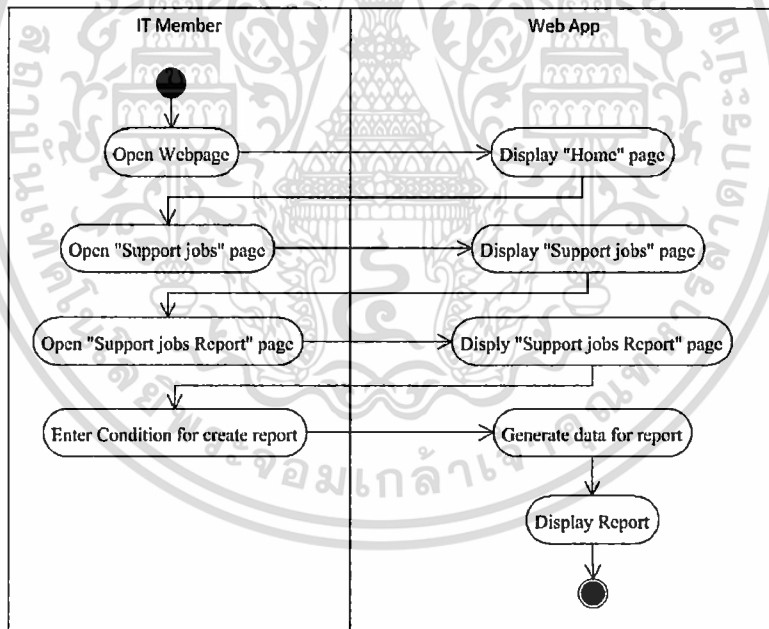 IT Member
Web App
Open Webpage
Display "Home" page
Open "Support jobs" page
Display "Support jobs" page
Open "Support jobs Report" page
Disply "Support jobs Report" page
Enter Condition for create report
Generate data for report
Display Report